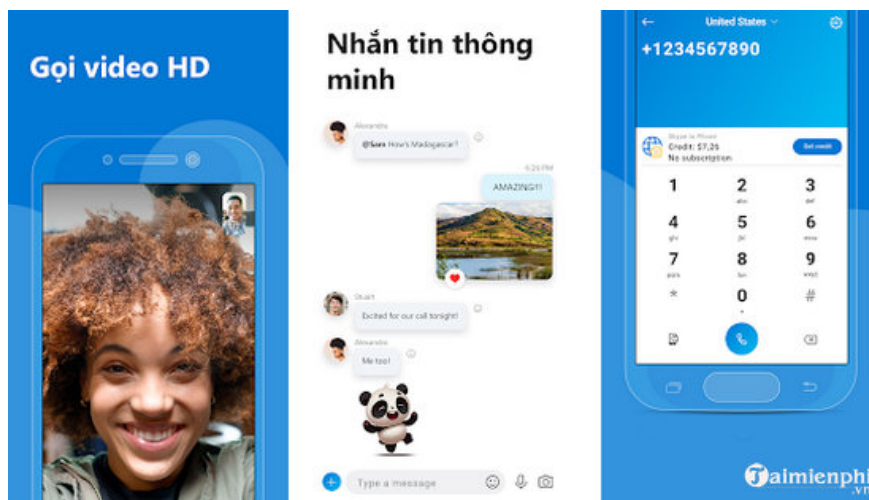 Gọi video HD
Nhắn tin thông
minh
Alexandra
@Sam How's Madagascar?
6:26 PM
AMAZING!!!
Stuart
Excited for our call tonight!
Alexandra
Me too!
Type a message
United States
+1234567890
Skype to Phone
Credit: $7,26
No subscription
Get credit
1 2 3
abc def
4 5 6
ghi jkl mno
7 8 9
pqrs tuv wxyz
* 0 #
+
Taimienphi
.vn